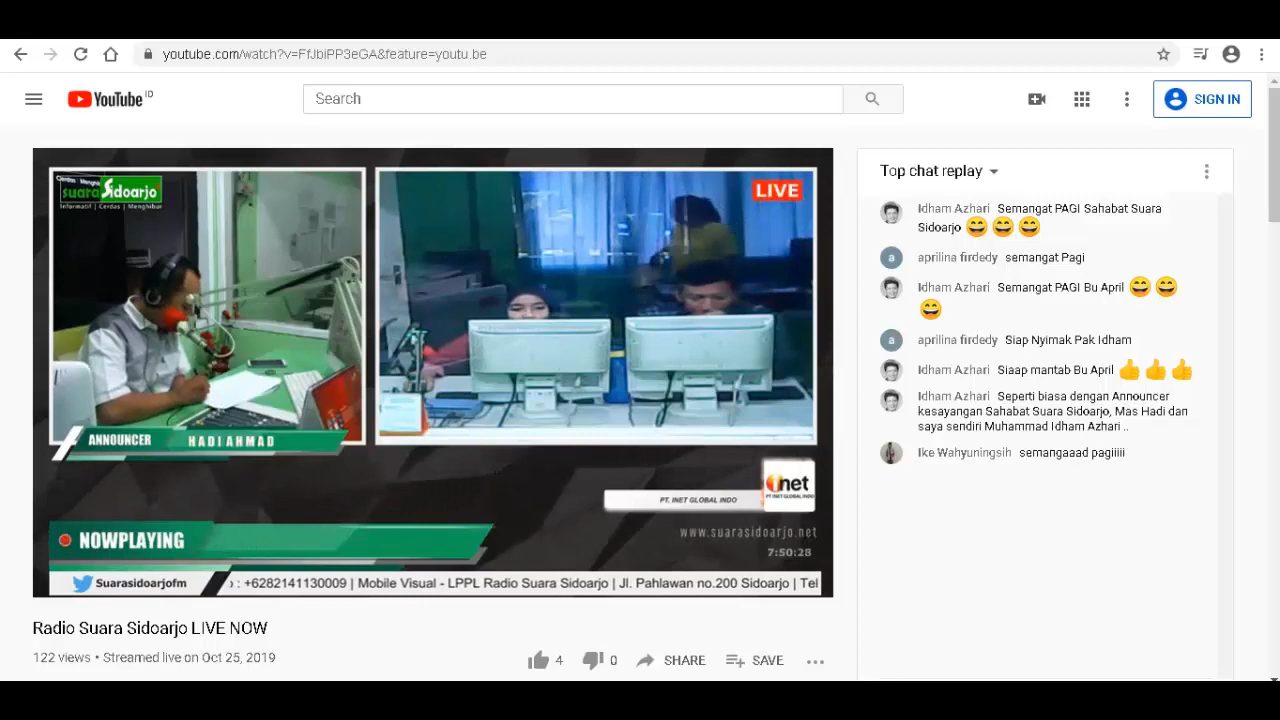 youtube.com/watch?v=FfJbiPP3eGA&feature=youtu.be
YouTube ID
Search
SIGN IN
suara Sidoarjo
Informatif | Cerdas | Menghibur
LIVE
ANNOUNCER HADI AHMAD
inet
PT. INET GLOBAL INDO
PT. INET GLOBAL INDO
www.suarasidoarjo.net
NOWPLAYING
7:50:28
Suarasidoarjofm
: +6282141130009 | Mobile Visual - LPPL Radio Suara Sidoarjo | Jl. Pahlawan no.200 Sidoarjo | Tel
Radio Suara Sidoarjo LIVE NOW
122 views • Streamed live on Oct 25, 2019
4 0 SHARE SAVE
Top chat replay
Idham Azhari Semangat PAGI Sahabat Suara
Sidoarjo 😄 😄 😄
a aprilina firdedy semangat Pagi
Idham Azhari Semangat PAGI Bu April 😄 😄
😄
a aprilina firdedy Siap Nyimak Pak Idham
Idham Azhari Siaap mantab Bu April 👍 👍 👍
Idham Azhari Seperti biasa dengan Announcer
kesayangan Sahabat Suara Sidoarjo, Mas Hadi dan
saya sendiri Muhammad Idham Azhari ..
Ike Wahyuningsih semangaaad pagiiiii